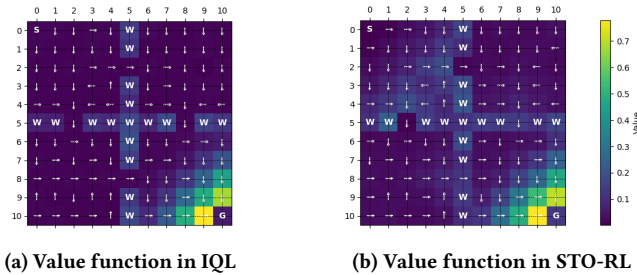 0 1 2 3 4 5 6 7 8 9 10
0 S W
1 W
2
3 W
4 W
5 W W W W W W W W W
6 W
7 W
8
9 W
10 W G
(a) Value function in IQL
0 1 2 3 4 5 6 7 8 9 10
0 S W
1 W
2
3 W
4 W
5 W W W W W W W W W
6 W
7 W
8
9 W
10 W G
0.7
0.6
0.5
0.4
0.3
0.2
0.1
Value
(b) Value function in STO-RL